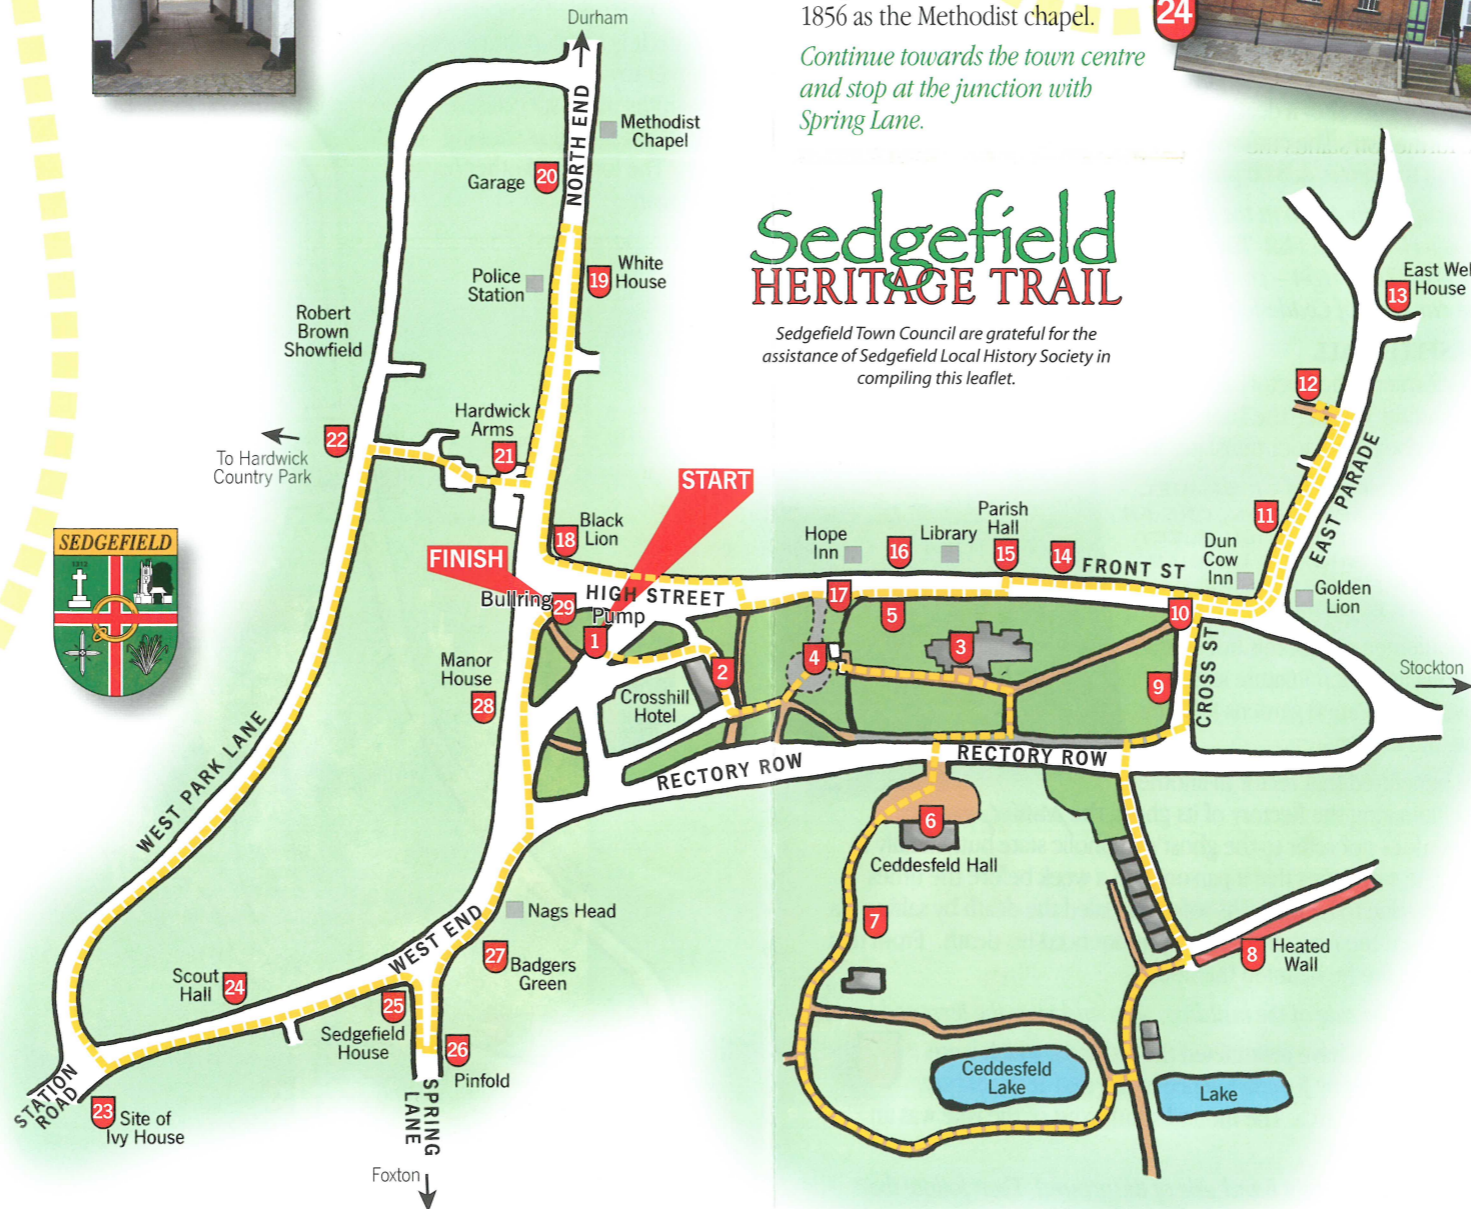 1856 as the Methodist chapel.
Continue towards the town centre
and stop at the junction with
Spring Lane.
24
Sedgefield
HERITAGE TRAIL
Sedgefield Town Council are grateful for the
assistance of Sedgefield Local History Society in
compiling this leaflet.
Durham
NORTH END
Methodist
Chapel
Garage
20
Police
Station
19
White
House
Robert
Brown
Showfield
Hardwick
Arms
21
22
To Hardwick
Country Park
START
FINISH
18
Black
Lion
Bullring
29
HIGH STREET
Pump
1
2
Crosshill
Hotel
Manor
House
28
SEDGEFIELD
WEST PARK LANE
Hope
Inn
16
Library
Parish
Hall
15
14
FRONT ST
17
5
3
4
10
9
CROSS ST
Dun
Cow
Inn
11
12
13
House
EAST PARADE
Golden
Lion
Stockton
RECTORY ROW
RECTORY ROW
6
Ceddesfeld Hall
7
8
Heated
Wall
Ceddesfeld
Lake
Lake
Nags Head
WEST END
27
Badgers
Green
Scout
Hall
24
25
Sedgefield
House
26
Pinfold
SPRING
LANE
Foxton
STATION
ROAD
23
Site of
Ivy House